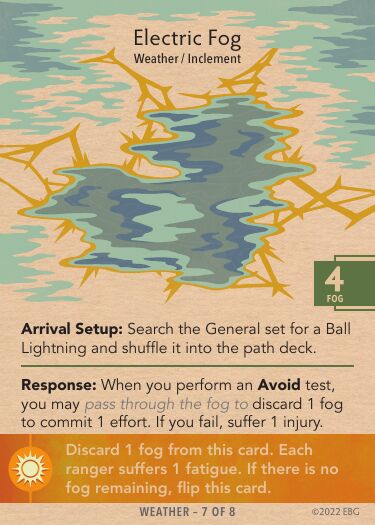 Electric Fog
Weather / Inclement
4
FOG
Arrival Setup: Search the General set for a Ball
Lightning and shuffle it into the path deck.
Response: When you perform an Avoid test,
you may pass through the fog to discard 1 fog
to commit 1 effort. If you fail, suffer 1 injury.
Discard 1 fog from this card. Each
ranger suffers 1 fatigue. If there is no
fog remaining, flip this card.
WEATHER – 7 OF 8
©2022 EBG